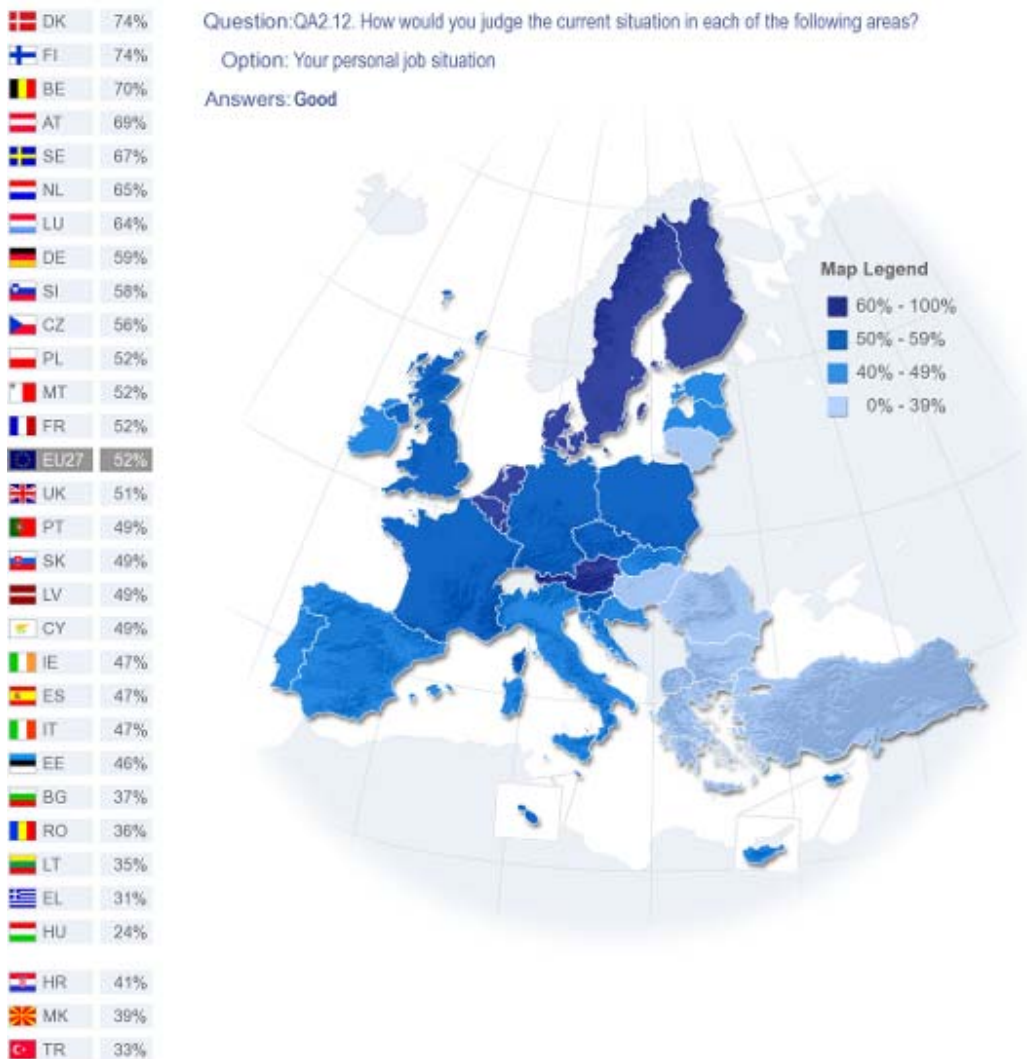 Question:QA2.12. How would you judge the current situation in each of the following areas?
Option: Your personal job situation
Answers: Good
DK 74%
FI 74%
BE 70%
AT 69%
SE 67%
NL 65%
LU 64%
DE 59%
SI 58%
CZ 56%
PL 52%
MT 52%
FR 52%
EU27 52%
UK 51%
PT 49%
SK 49%
LV 49%
CY 49%
IE 47%
ES 47%
IT 47%
EE 46%
BG 37%
RO 36%
LT 35%
EL 31%
HU 24%
HR 41%
MK 39%
TR 33%
Map Legend
60% - 100%
50% - 59%
40% - 49%
0% - 39%